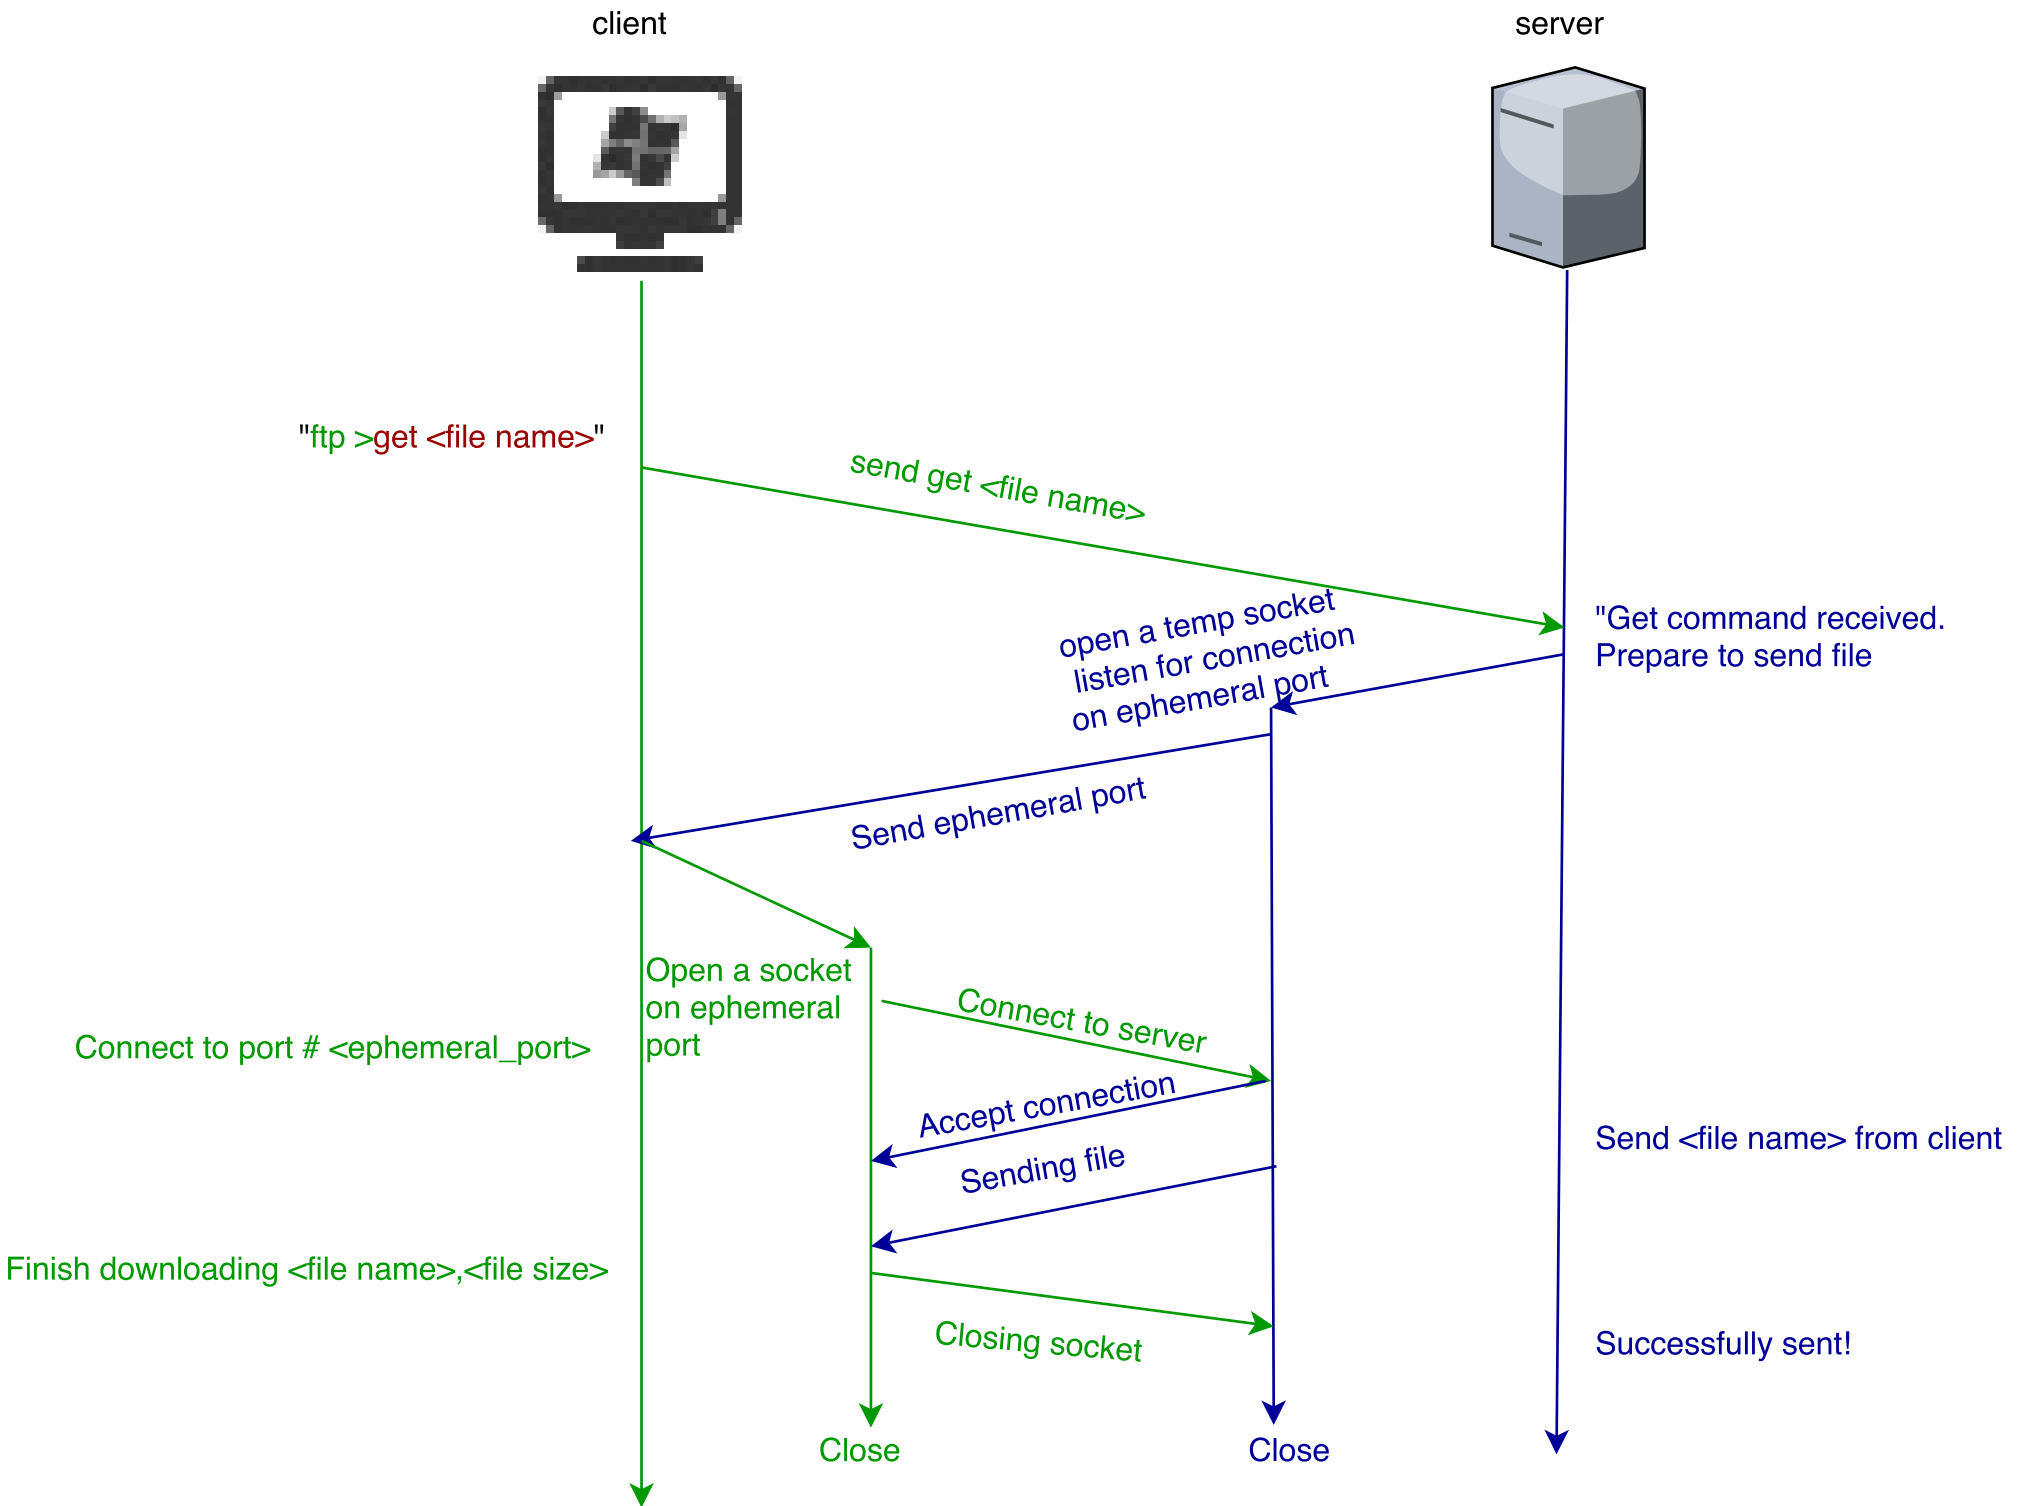 client
server
"ftp >get <file name>"
send get <file name>
"Get command received.
Prepare to send file
open a temp socket
listen for connection
on ephemeral port
Send ephemeral port
Open a socket
on ephemeral
port
Connect to port # <ephemeral_port>
Connect to server
Accept connection
Send <file name> from client
Sending file
Finish downloading <file name>,<file size>
Closing socket
Successfully sent!
Close
Close